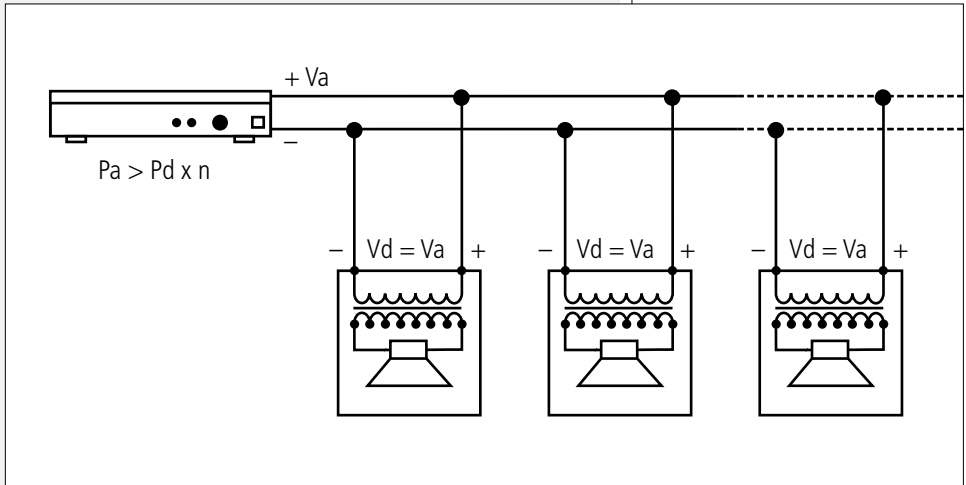 + Va
–
Pa > Pd x n
– Vd = Va +
– Vd = Va +
– Vd = Va +